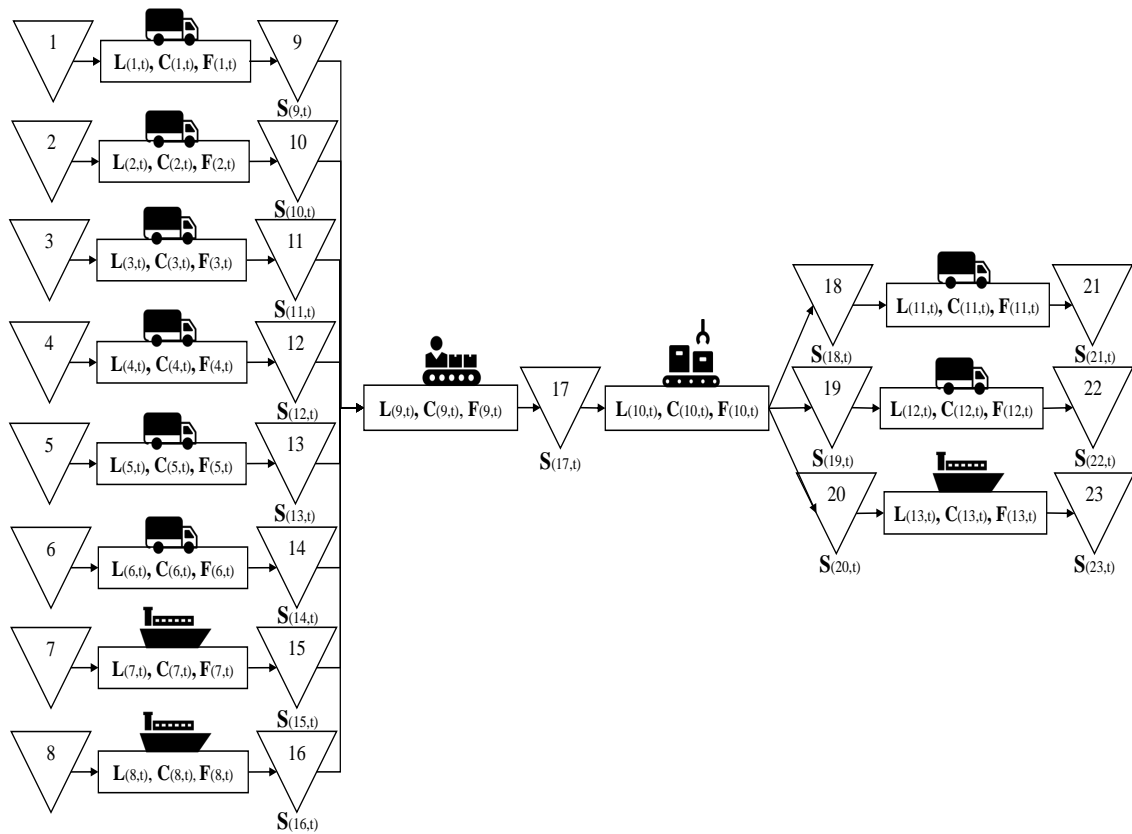 1
L(1,t), C(1,t), F(1,t)
9
S(9,t)
2
L(2,t), C(2,t), F(2,t)
10
S(10,t)
3
L(3,t), C(3,t), F(3,t)
11
S(11,t)
4
L(4,t), C(4,t), F(4,t)
12
S(12,t)
5
L(5,t), C(5,t), F(5,t)
13
S(13,t)
6
L(6,t), C(6,t), F(6,t)
14
S(14,t)
7
L(7,t), C(7,t), F(7,t)
15
S(15,t)
8
L(8,t), C(8,t), F(8,t)
16
S(16,t)
L(9,t), C(9,t), F(9,t)
17
S(17,t)
L(10,t), C(10,t), F(10,t)
18
S(18,t)
L(11,t), C(11,t), F(11,t)
21
S(21,t)
19
S(19,t)
L(12,t), C(12,t), F(12,t)
22
S(22,t)
20
S(20,t)
L(13,t), C(13,t), F(13,t)
23
S(23,t)